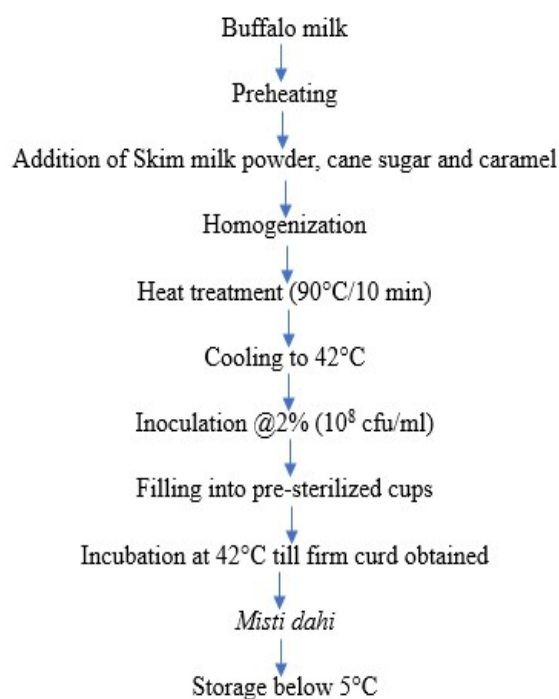 Buffalo milk
Preheating
Addition of Skim milk powder, cane sugar and caramel
Homogenization
Heat treatment (90°C/10 min)
Cooling to 42°C
Inoculation @2% (10⁸ cfu/ml)
Filling into pre-sterilized cups
Incubation at 42°C till firm curd obtained
Misti dahi
Storage below 5°C